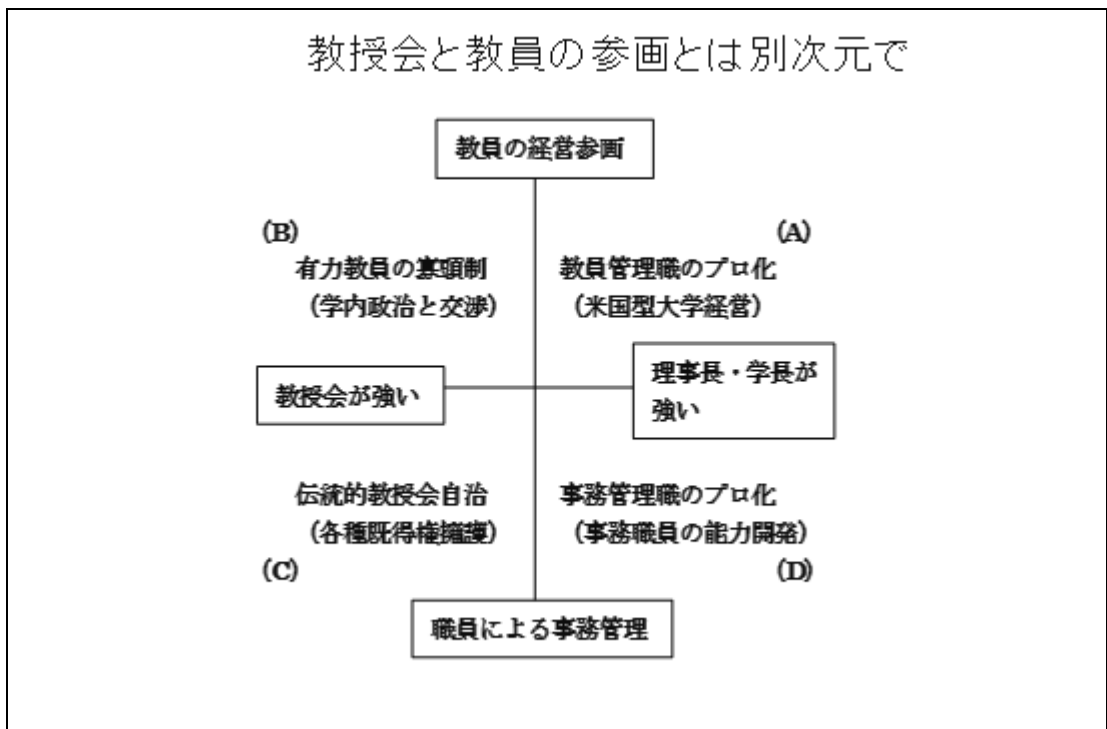 教授会と教員の参画とは別次元で
教員の経営参画
(B)
(A)
有力教員の寡頭制
教員管理職のプロ化
(学内政治と交渉)
(米国型大学経営)
教授会が強い
理事長・学長が
強い
伝統的教授会自治
事務管理職のプロ化
(各種既得権擁護)
(事務職員の能力開発)
(C)
(D)
職員による事務管理